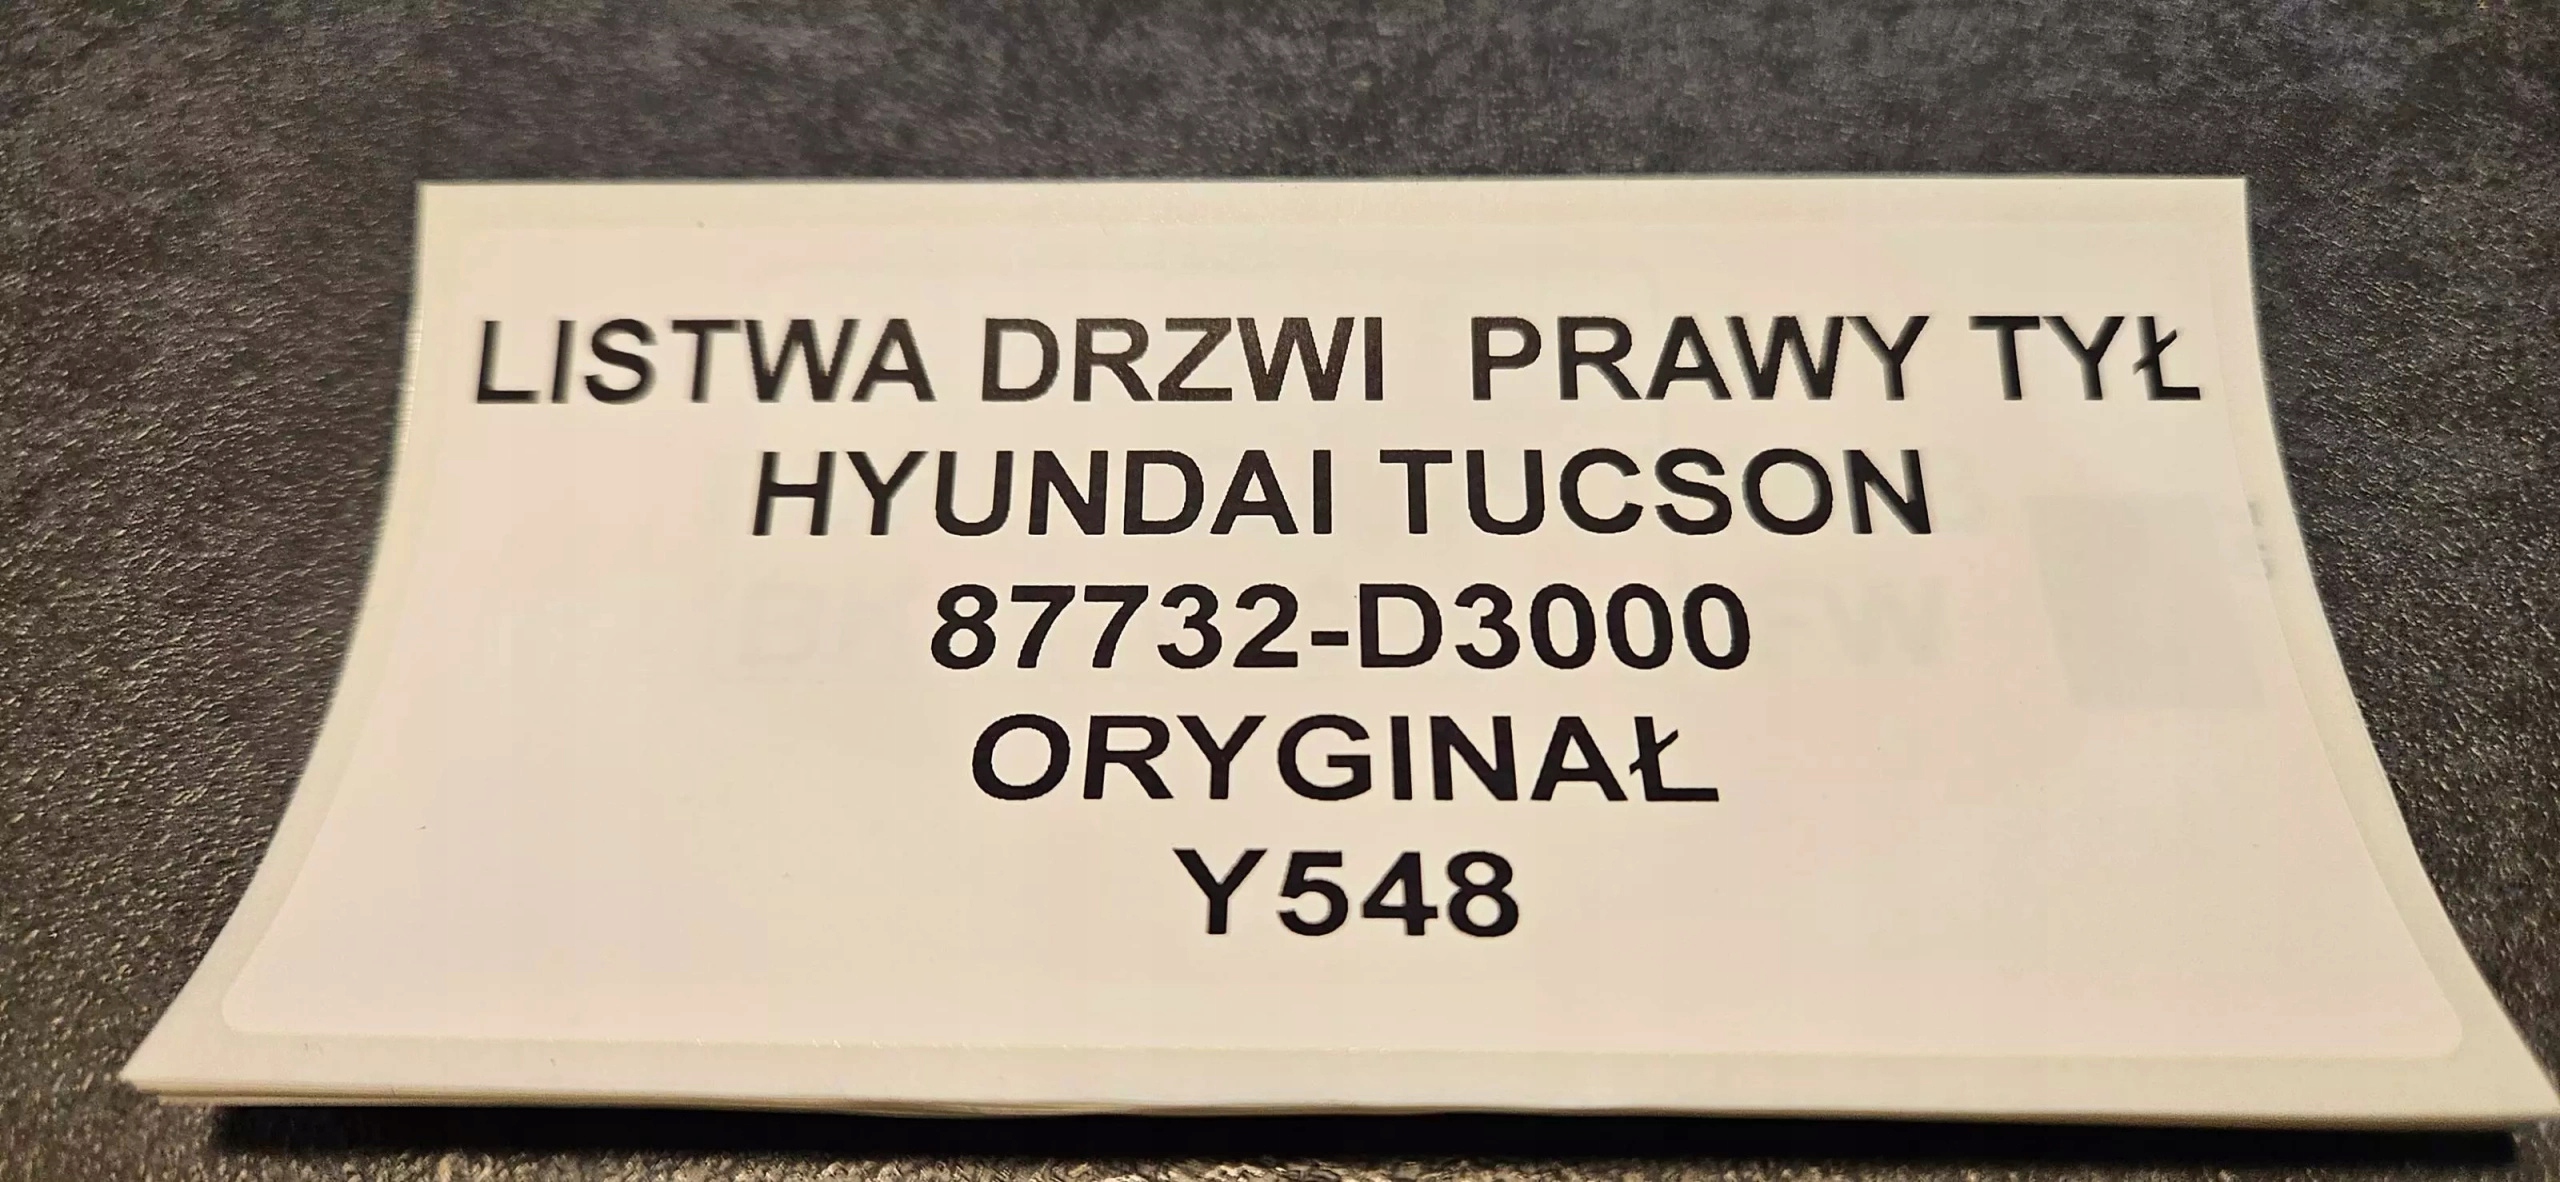 LISTWA DRZWI  PRAWY TYŁ
HYUNDAI TUCSON
87732-D3000
ORYGINAŁ
Y548